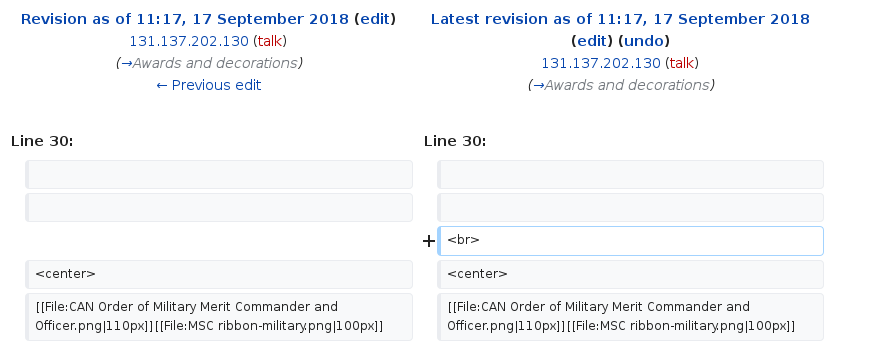 Revision as of 11:17, 17 September 2018 (edit)
131.137.202.130 (talk)
(→Awards and decorations)
← Previous edit
Latest revision as of 11:17, 17 September 2018
(edit) (undo)
131.137.202.130 (talk)
(→Awards and decorations)
Line 30:
Line 30:
+ <br>
<center>
<center>
[[File:CAN Order of Military Merit Commander and
Officer.png|110px]][[File:MSC ribbon-military.png|100px]]
[[File:CAN Order of Military Merit Commander and
Officer.png|110px]][[File:MSC ribbon-military.png|100px]]